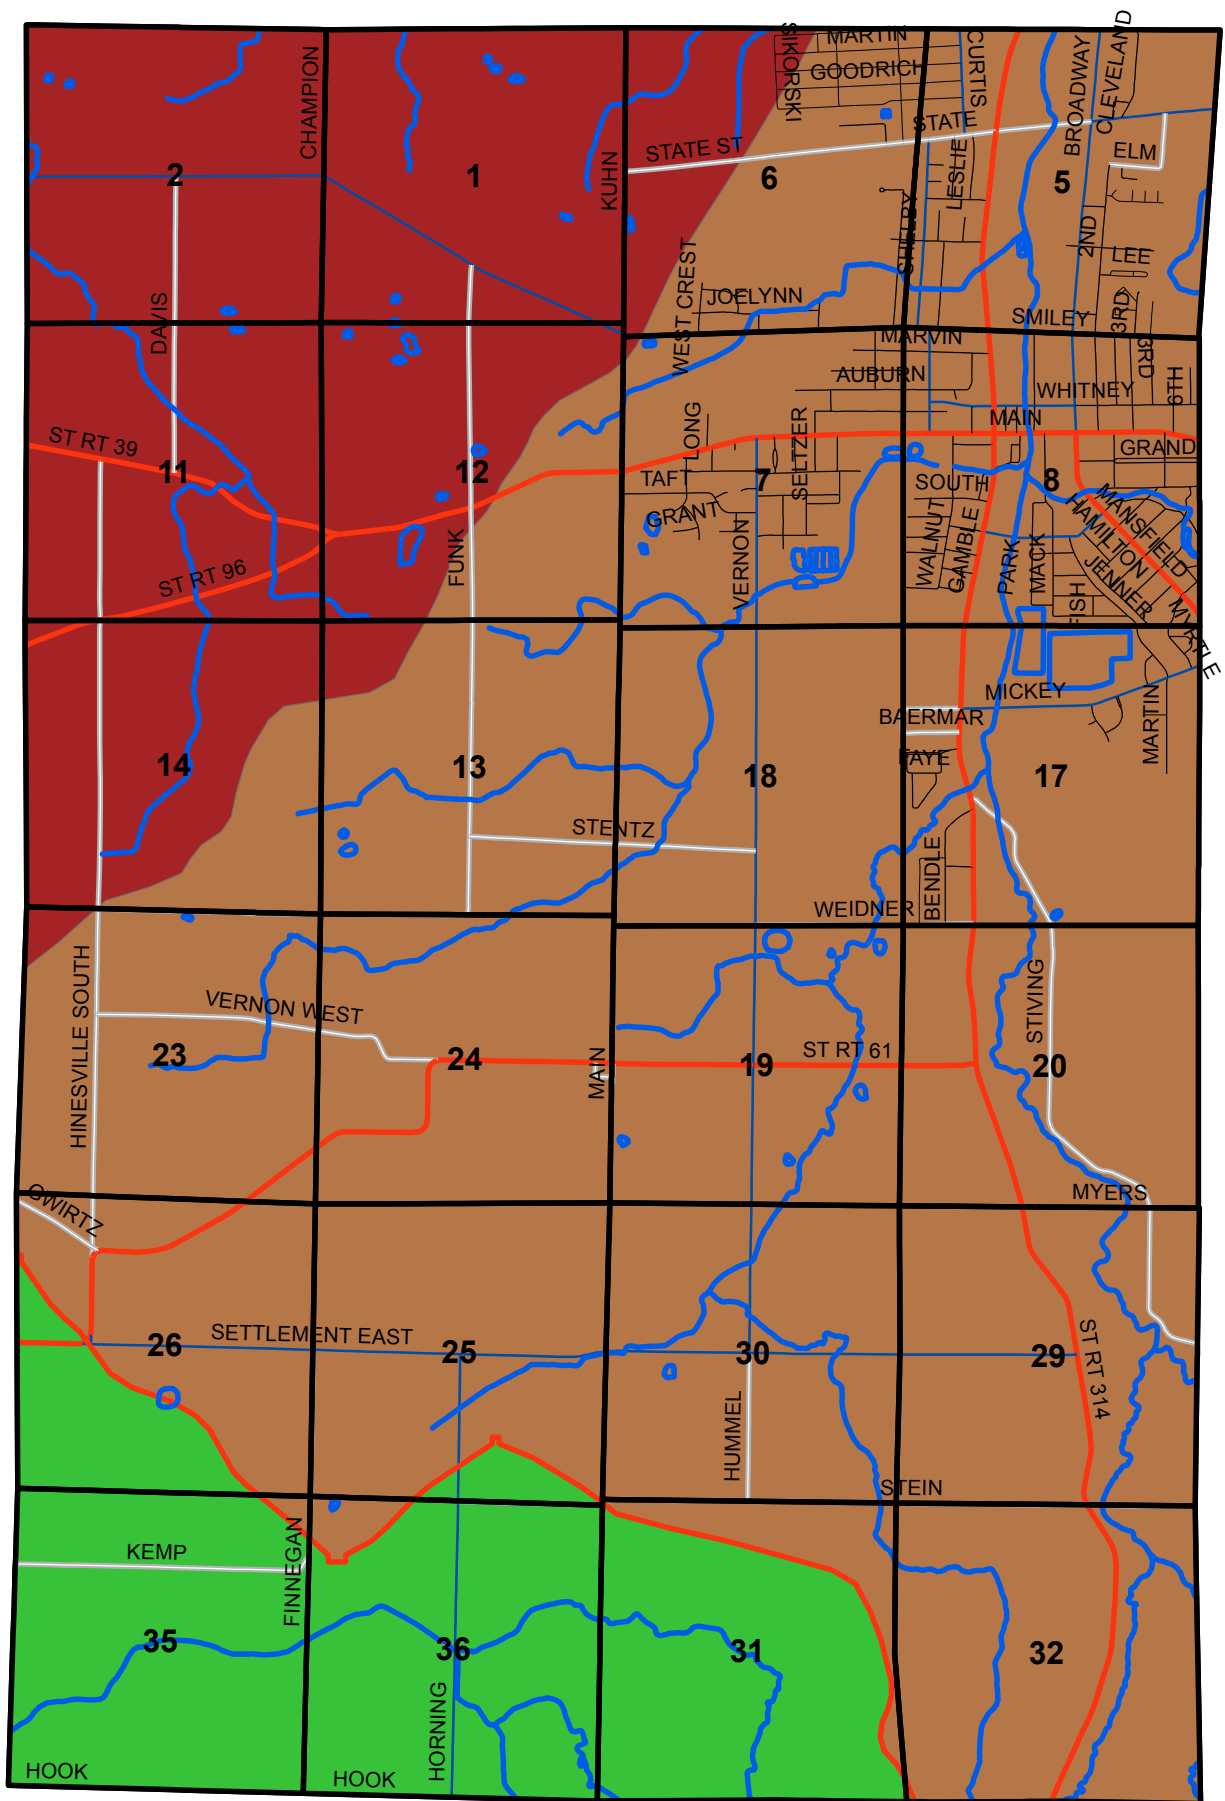 MARTIN
GOODRICH
SIKORSKI
CURTIS
BROADWAY
CLEVELAND
CHAMPION
STATE ST
STATE
ELM
2
1
KUHN
6
LESLIE
5
SHELBY
2ND
LEE
WEST CREST
JOELYNN
DAVIS
SMILEY
3RD
MARVIN
3RD
AUBURN
WHITNEY
6TH
MAIN
LONG
SELTZER
ST RT 39
GRAND
11
12
TAFT
7
SOUTH
8
GRANT
WALNUT
GAMBLE
MANSFIELD
HAMILTON
FUNK
VERNON
PARK
MACK
JENNER
ST RT 96
FISH
MYRTLE
MICKEY
BAERMAR
MARTIN
14
13
18
FAYE
17
STENTZ
BENDLE
WEIDNER
HINESVILLE SOUTH
VERNON WEST
STIVING
23
24
MAIN
19
ST RT 61
20
GWIRTZ
MYERS
SETTLEMENT EAST
26
25
30
29
ST RT 314
HUMMEL
STEIN
KEMP
FINNEGAN
35
36
31
32
HORNING
HOOK
HOOK